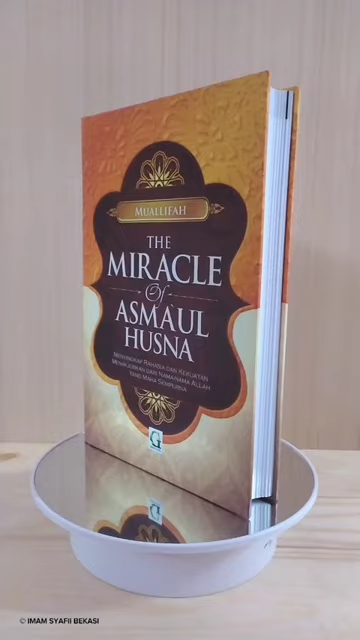 MUALLIFAH
THE
MIRACLE
Of
ASMAUL
HUSNA
MENYINGKAP RAHASIA DAN KEKUATAN
MENAKJUBKAN DARI NAMA-NAMA ALLAH
YANG MAHA SEMPURNA
G
© IMAM SYAFII BEKASI